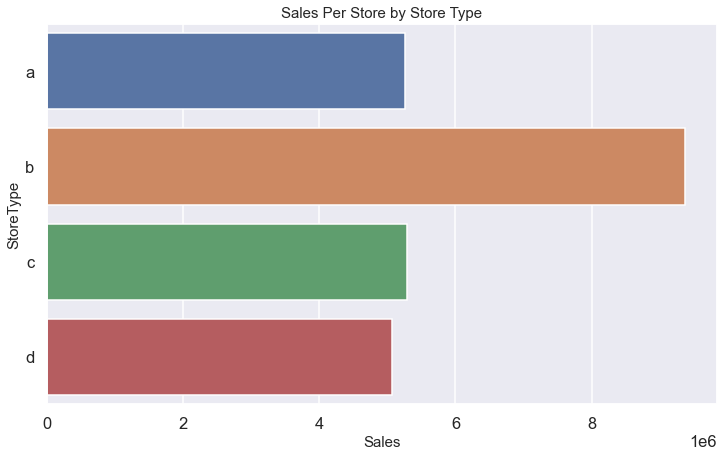 Sales Per Store by Store Type
StoreType
a
b
c
d
0 2 4 6 8
1e6
Sales